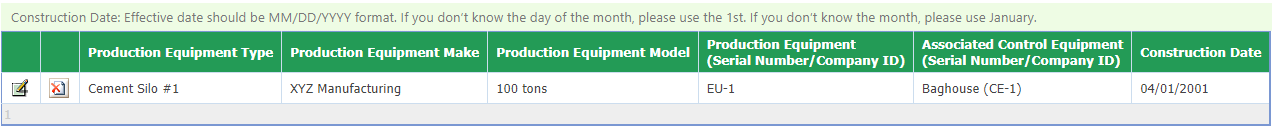 Construction Date: Effective date should be MM/DD/YYYY format. If you don't know the day of the month, please use the 1st. If you don't know the month, please use January.
Production Equipment Type Production Equipment Make Production Equipment Model Production Equipment (Serial Number/Company ID) Associated Control Equipment (Serial Number/Company ID) Construction Date
Cement Silo #1 XYZ Manufacturing 100 tons EU-1 Baghouse (CE-1) 04/01/2001
1